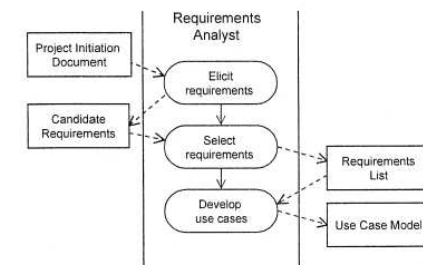 Requirements
Analyst
Project Initiation
Document
Elicit
requirements
Candidate
Requirements
Select
requirements
Requirements
List
Develop
use cases
Use Case Model